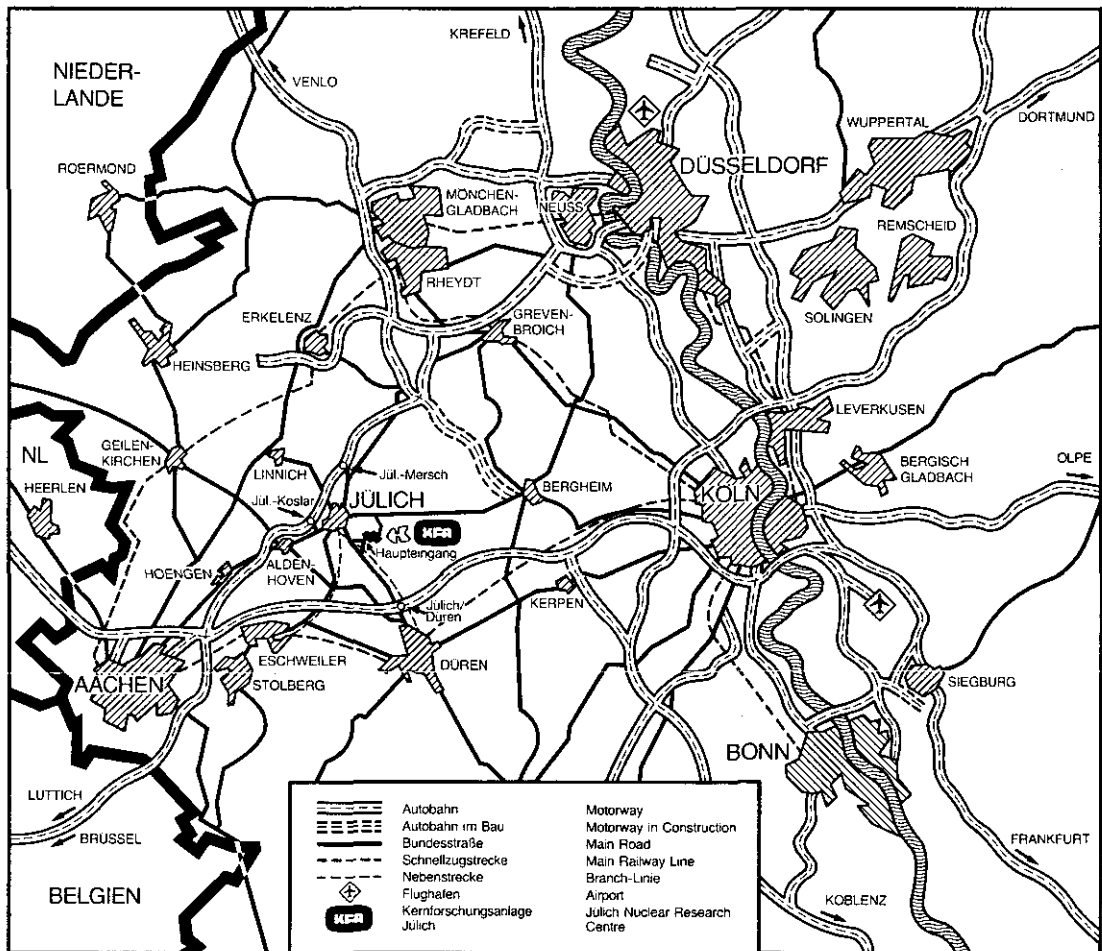 KREFELD
NIEDER-
LANDE
VENLO
WUPPERTAL
DORTMUND
ROERMOND
DÜSSELDORF
MÖNCHEN-
GLADBACH
NEUSS
REMSCHEID
RHEYDT
ERKELENZ
GREVEN-
BROICH
SOLINGEN
HEINSBERG
LEVERKUSEN
NL
GEILEN-
KIRCHEN
LINNICH
Jül.-Mersch
BERGHEIM
BERGISCH
GLADBACH
OLPE
HEERLEN
Jül.-Koslar
JÜLICH
KÖLN
KFA
Haupteingang
HOENGEN
ALDEN-
HOVEN
Jülich/
Düren
KERPEN
ESCHWEILER
DÜREN
AACHEN
STOLBERG
SIEGBURG
BONN
LUTTICH
BRÜSSEL
FRANKFURT
BELGIEN
KOBLENZ
Autobahn Motorway
Autobahn im Bau Motorway in Construction
Bundesstraße Main Road
Schnellzugstrecke Main Railway Line
Nebenstrecke Branch-Linie
Flughafen Airport
KFA Kernforschungsanlage Jülich Nuclear Research
Jülich Centre